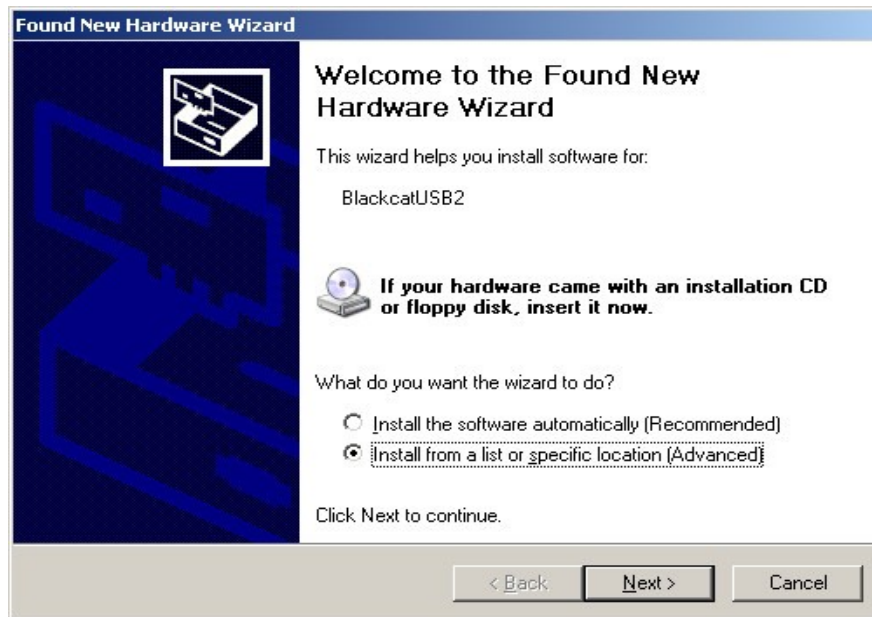 Found New Hardware Wizard
Welcome to the Found New
Hardware Wizard
This wizard helps you install software for:
BlackcatUSB2
If your hardware came with an installation CD
or floppy disk, insert it now.
What do you want the wizard to do?
Install the software automatically (Recommended)
Install from a list or specific location (Advanced)
Click Next to continue.
< Back Next > Cancel